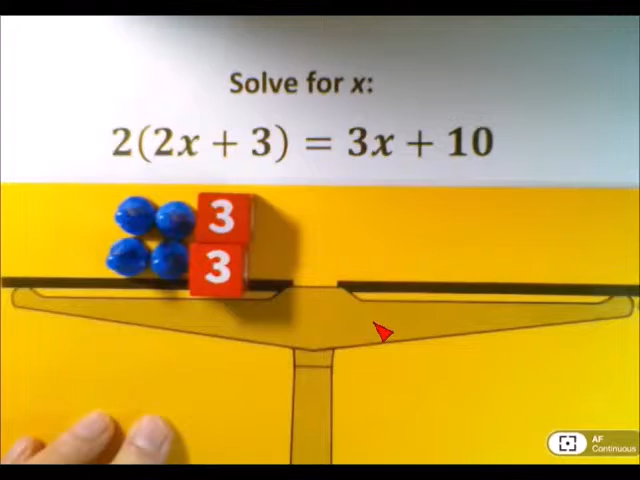 Solve for x:
2(2x + 3) = 3x + 10
3
3
AF
Continuous